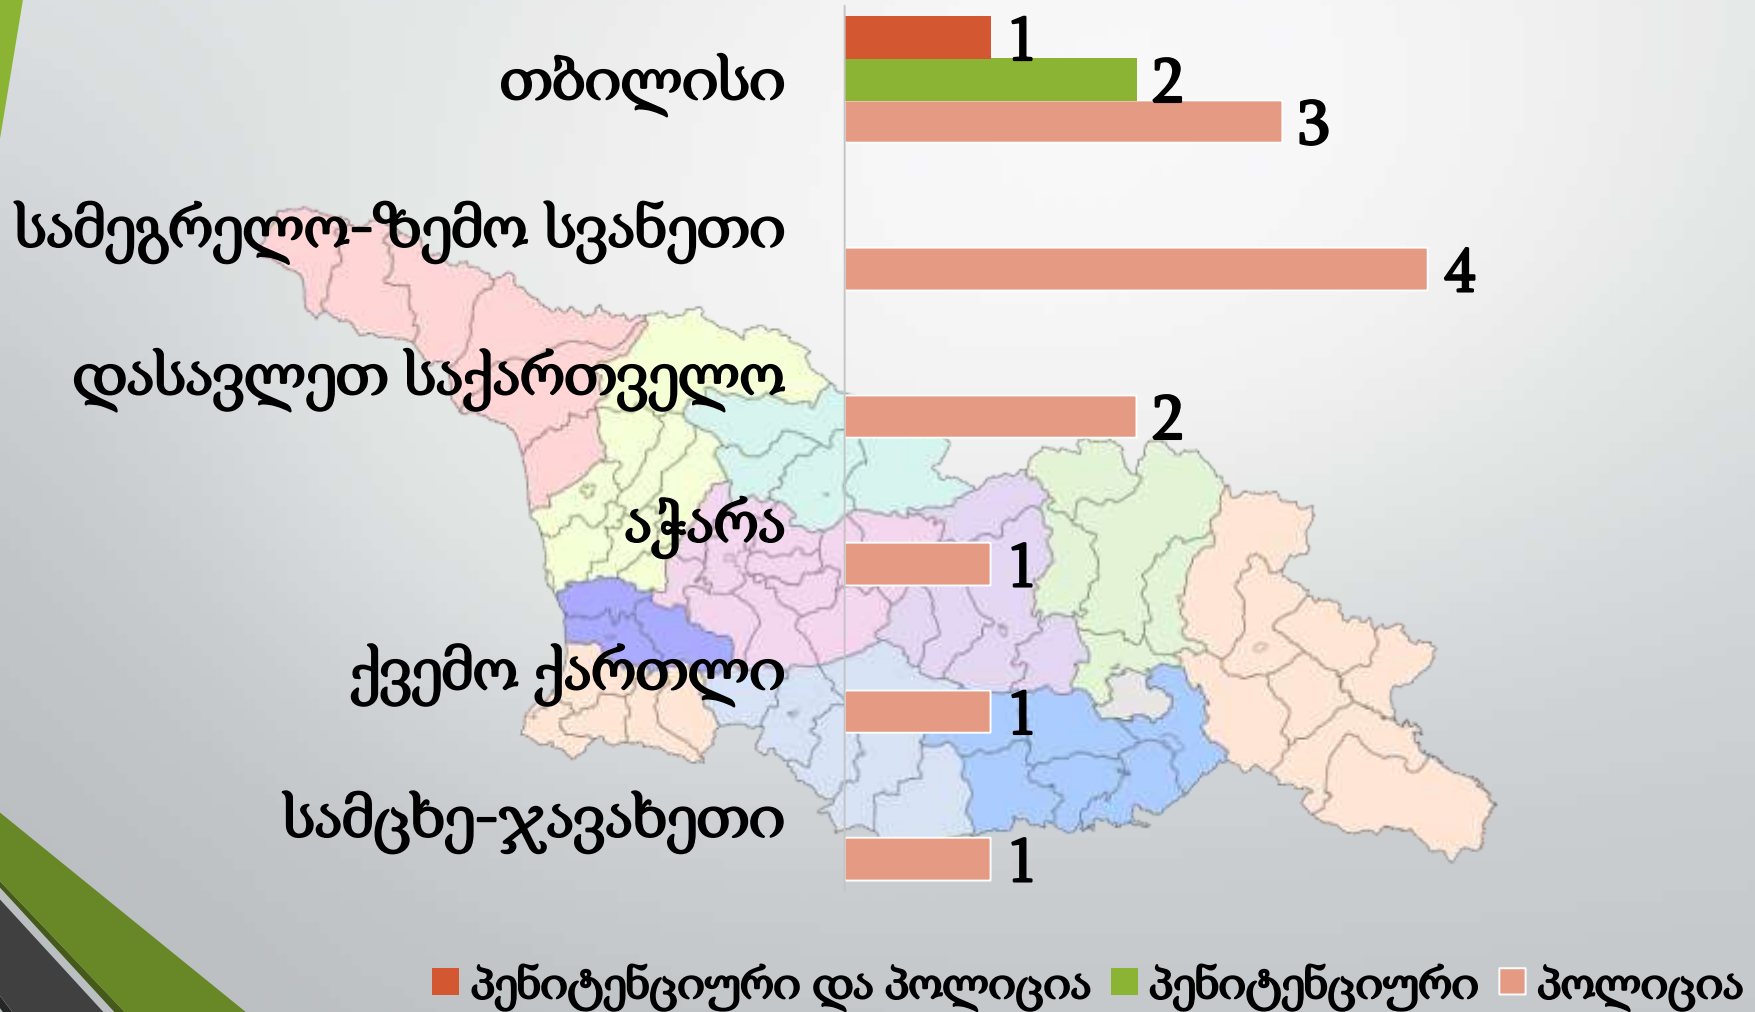 1
თბილისი
2
3
სამეგრელო-ზემო სვანეთი
4
დასავლეთ საქართველო
2
აჭარა
1
ქვემო ქართლი
1
სამცხე-ჯავახეთი
1
პენიტენციური და პოლიცია პენიტენციური პოლიცია